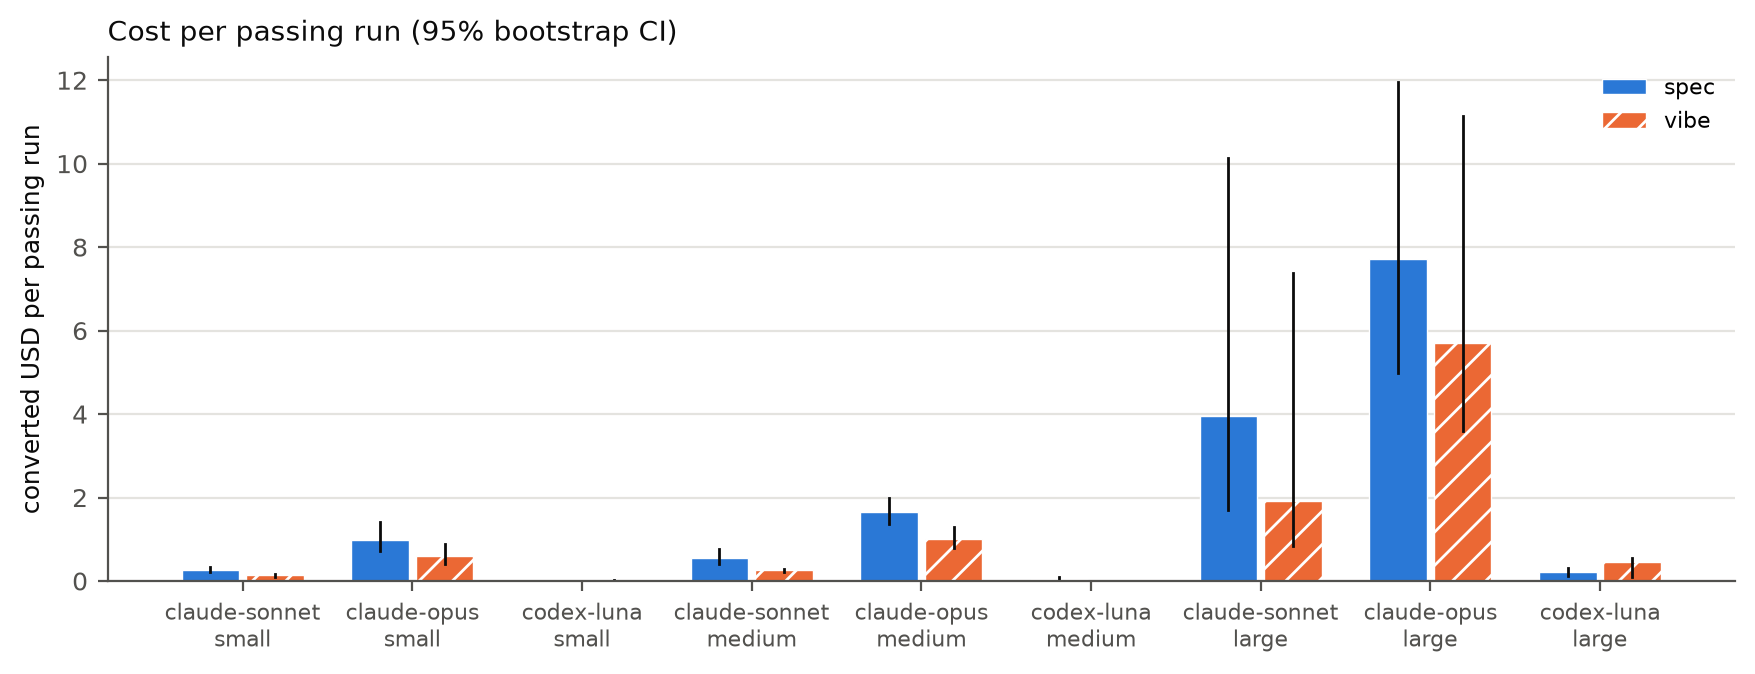 Cost per passing run (95% bootstrap CI)
converted USD per passing run
12
10
8
6
4
2
0
spec
vibe
claude-sonnet
small
claude-opus
small
codex-luna
small
claude-sonnet
medium
claude-opus
medium
codex-luna
medium
claude-sonnet
large
claude-opus
large
codex-luna
large